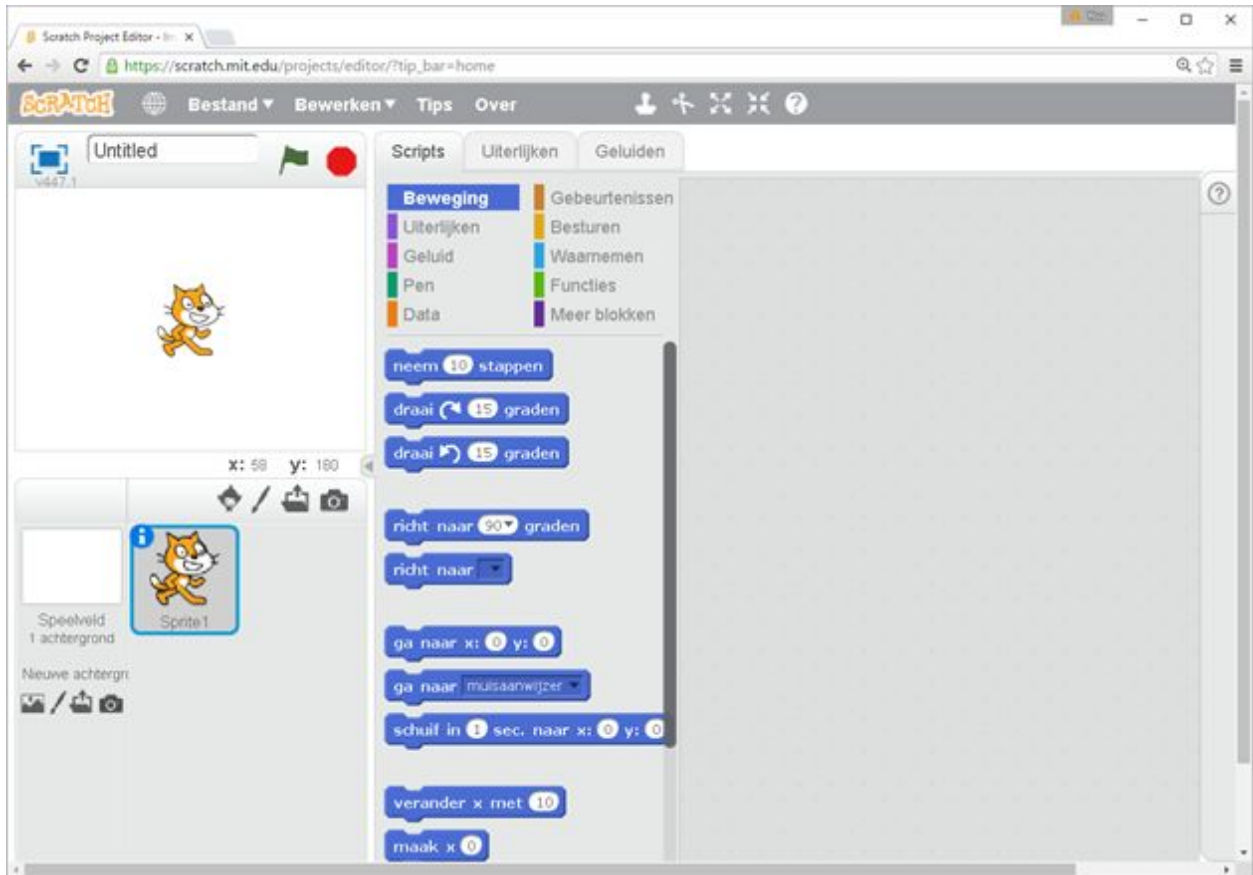 Scratch Project Editor - Im
https://scratch.mit.edu/projects/editor/?tip_bar=home
SCRATCH Bestand Bewerken Tips Over
Untitled
v447.1
x: 58 y: 180
Speelveld
1 achtergrond
Sprite1
Nieuwe achtergr
Scripts Uiterlijken Geluiden
Beweging Gebeurtenissen
Uiterlijken Besturen
Geluid Waarnemen
Pen Functies
Data Meer blokken
neem 10 stappen
draai 15 graden
draai 15 graden
richt naar 90 graden
richt naar
ga naar x: 0 y: 0
ga naar muisaanwijzer
schuif in 1 sec. naar x: 0 y: 0
verander x met 10
maak x 0